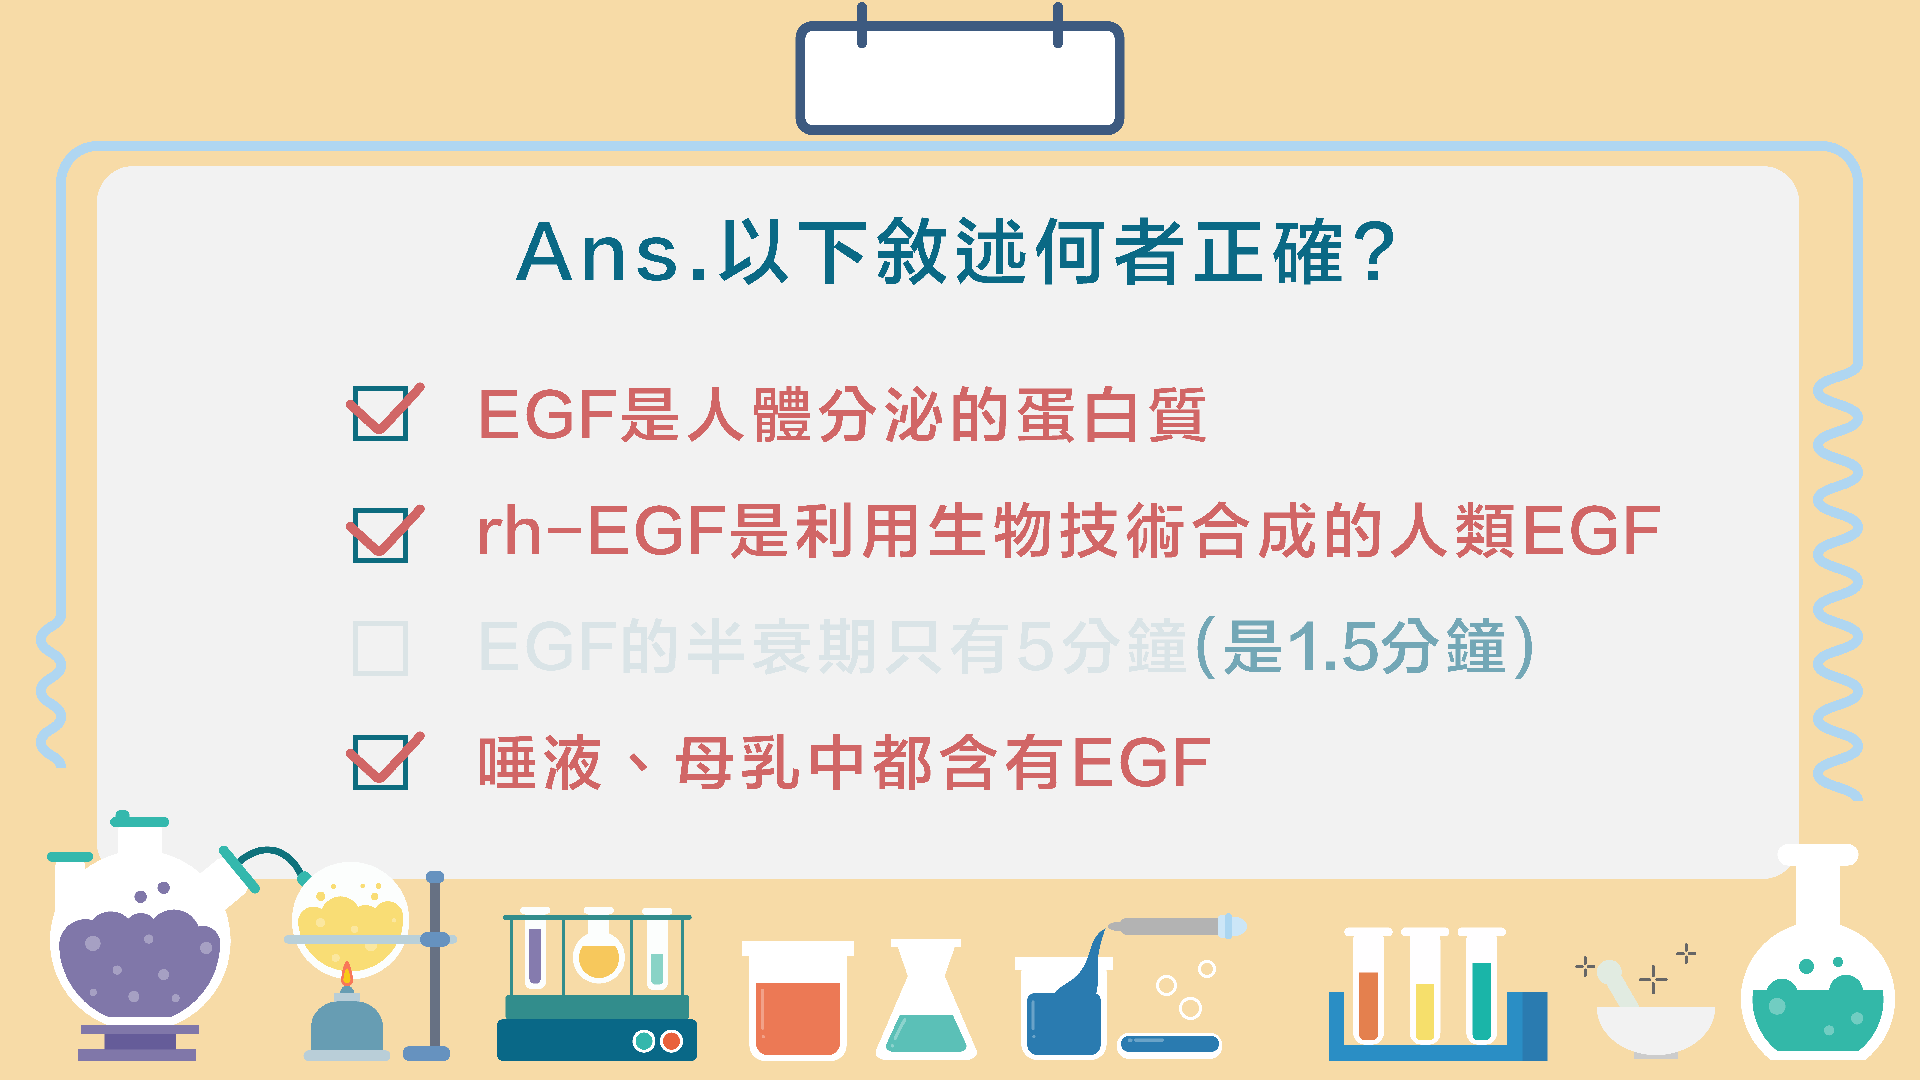 Ans.以下敘述何者正確?
EGF是人體分泌的蛋白質
rh-EGF是利用生物技術合成的人類EGF
EGF的半衰期只有5分鐘(是1.5分鐘)
唾液、母乳中都含有EGF